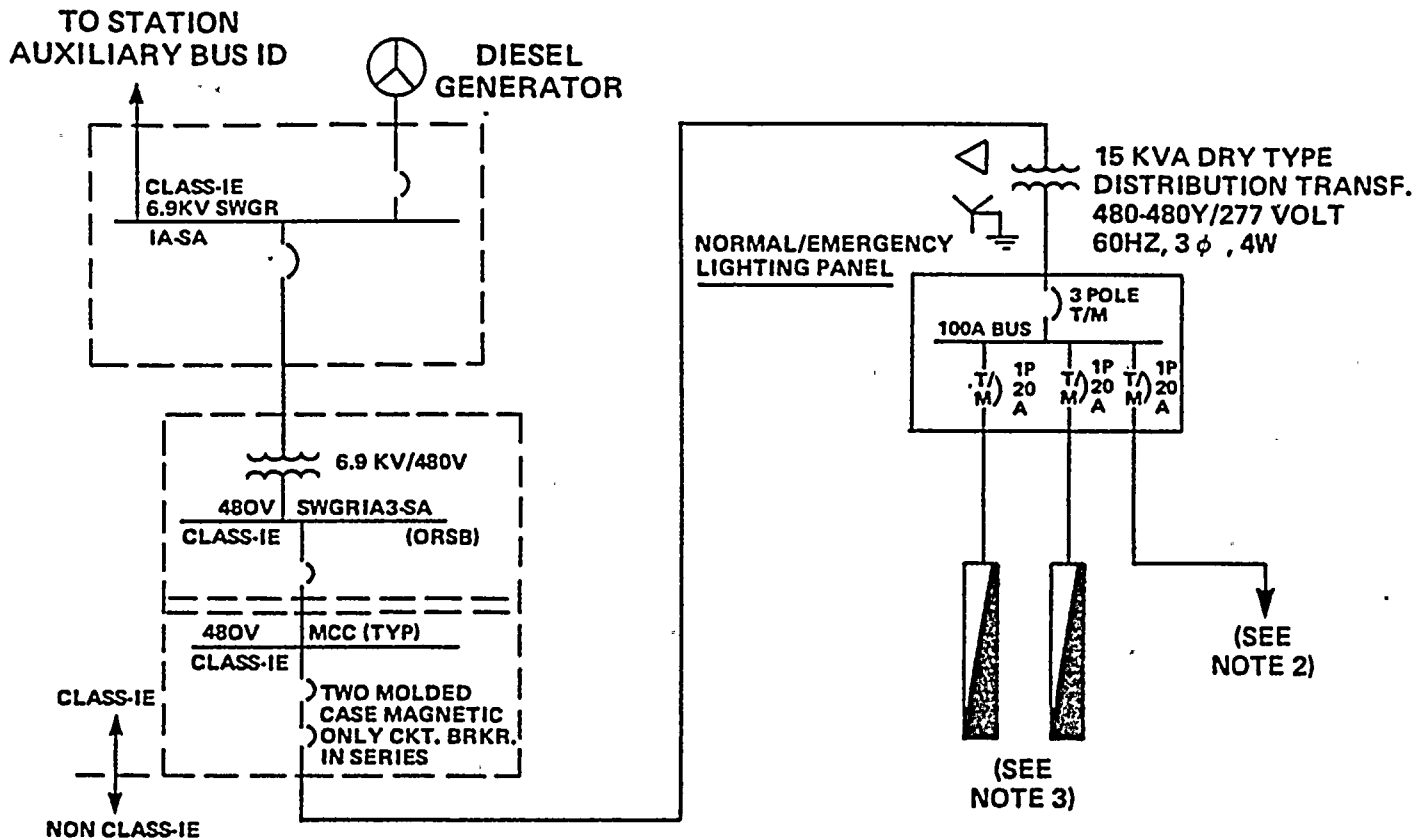 TO STATION
AUXILIARY BUS ID
DIESEL
GENERATOR
CLASS-IE
6.9KV SWGR
IA-SA
6.9 KV/480V
480V SWGRIA3-SA
CLASS-IE (ORSB)
480V MCC (TYP)
CLASS-IE
TWO MOLDED
CASE MAGNETIC
ONLY CKT. BRKR.
IN SERIES
CLASS-IE
NON CLASS-IE
15 KVA DRY TYPE
DISTRIBUTION TRANSF.
480-480Y/277 VOLT
60HZ, 3 ϕ , 4W
NORMAL/EMERGENCY
LIGHTING PANEL
3 POLE
T/M
100A BUS
T/M
1P
20
A
T/M
1P
20
A
T/M
1P
20
A
(SEE
NOTE 2)
(SEE
NOTE 3)